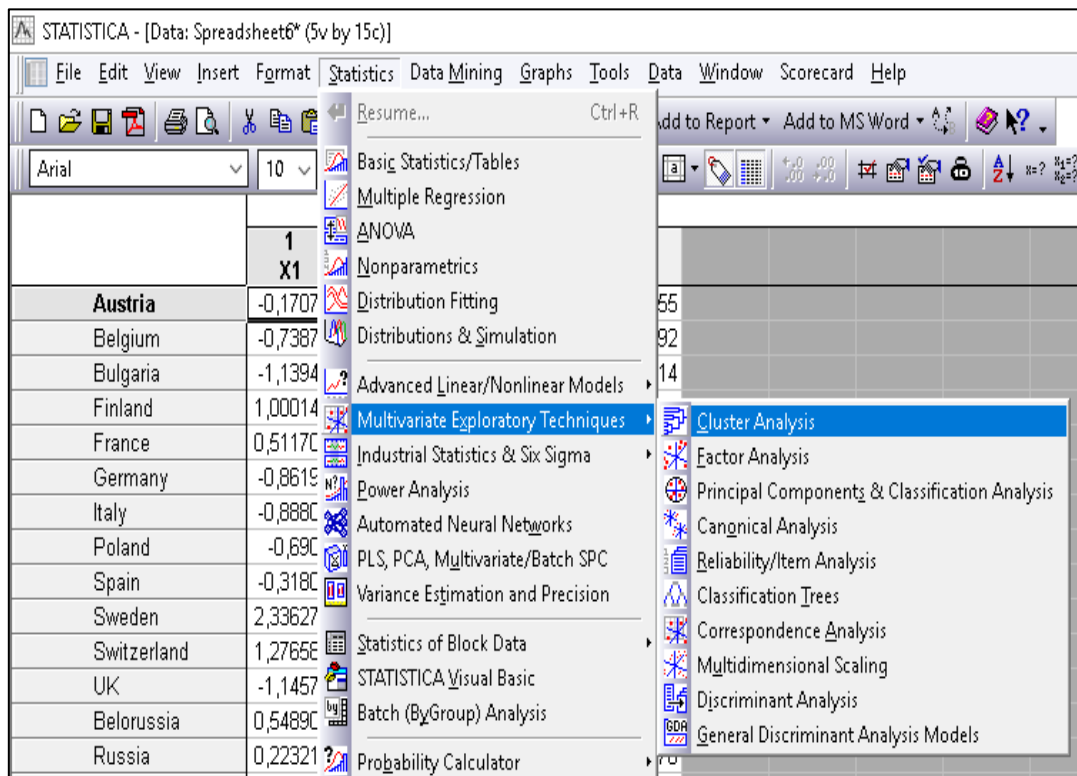 STATISTICA - [Data: Spreadsheet6* (5v by 15c)]
File Edit View Insert Format Statistics Data Mining Graphs Tools Data Window Scorecard Help
Resume... Ctrl+R
Add to Report Add to MS Word
Arial 10
Basic Statistics/Tables
Multiple Regression
ANOVA
Nonparametrics
Distribution Fitting
Distributions & Simulation
Advanced Linear/Nonlinear Models
Multivariate Exploratory Techniques
Industrial Statistics & Six Sigma
Power Analysis
Automated Neural Networks
PLS, PCA, Multivariate/Batch SPC
Variance Estimation and Precision
Statistics of Block Data
STATISTICA Visual Basic
Batch (ByGroup) Analysis
Probability Calculator
Cluster Analysis
Factor Analysis
Principal Components & Classification Analysis
Canonical Analysis
Reliability/Item Analysis
Classification Trees
Correspondence Analysis
Multidimensional Scaling
Discriminant Analysis
General Discriminant Analysis Models
1
X1
Austria -0,1707 55
Belgium -0,7387 92
Bulgaria -1,1394 14
Finland 1,00014
France 0,5117
Germany -0,8619
Italy -0,888
Poland -0,690
Spain -0,318
Sweden 2,33627
Switzerland 1,27658
UK -1,1457
Belorussia 0,5489
Russia 0,22321